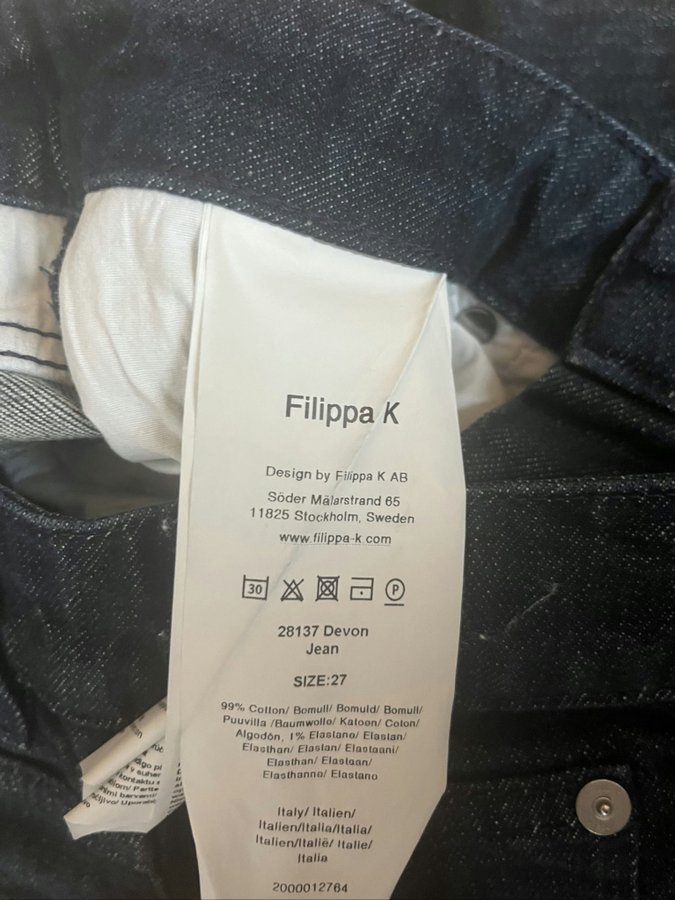 Filippa K
Design by Filippa K AB
Söder Mälarstrand 65
11825 Stockholm, Sweden
www.filippa-k.com
30
P
28137 Devon
Jean
SIZE:27
99% Cotton/ Bomull/ Bomuld/ Bomull/
Puuvilla /Baumwolle/ Katoen/ Coton/
Algodón, 1% Elastano/ Elastan/
Elasthan/ Elastan/ Elastaani/
Elasthan/ Elastaan/
Elasthanne/ Elastano
Italy/ Italien/
Italien/Italia/Italia/
Italien/Italië/ Italie/
Italia
2000012764